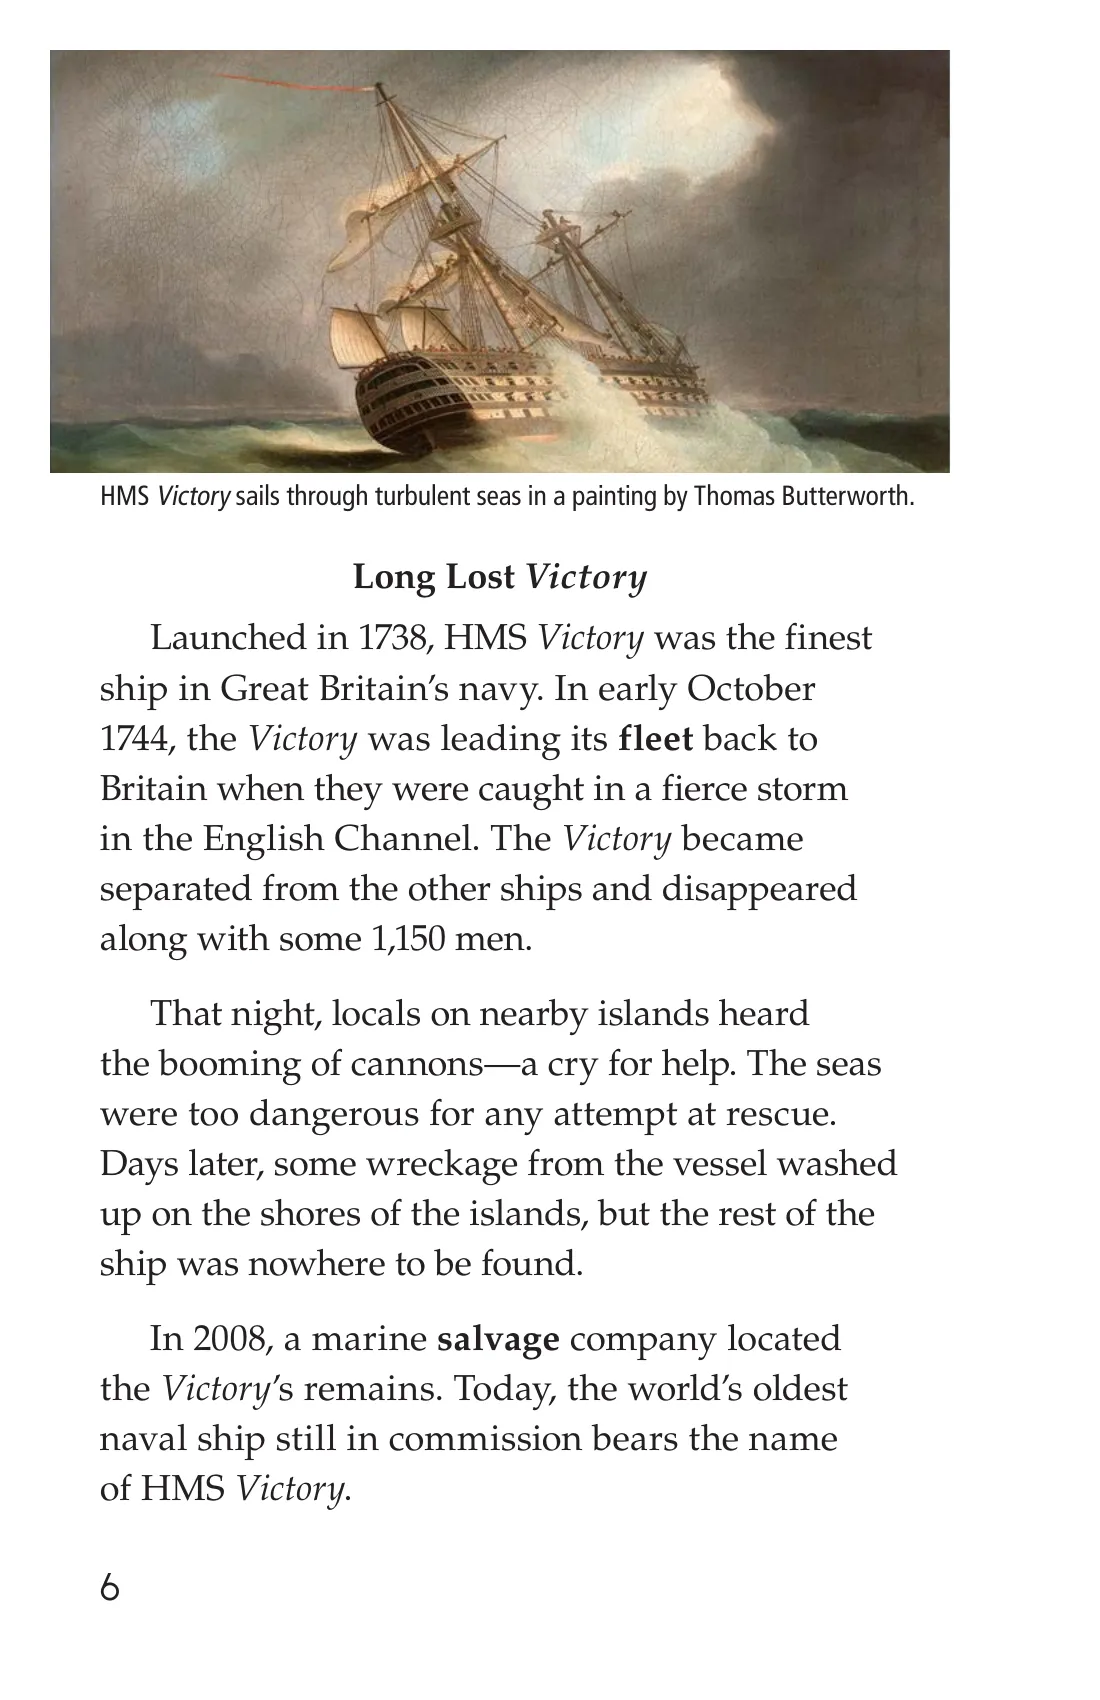 HMS Victory sails through turbulent seas in a painting by Thomas Butterworth.
Long Lost Victory
Launched in 1738, HMS Victory was the finest
ship in Great Britain’s navy. In early October
1744, the Victory was leading its fleet back to
Britain when they were caught in a fierce storm
in the English Channel. The Victory became
separated from the other ships and disappeared
along with some 1,150 men.
That night, locals on nearby islands heard
the booming of cannons—a cry for help. The seas
were too dangerous for any attempt at rescue.
Days later, some wreckage from the vessel washed
up on the shores of the islands, but the rest of the
ship was nowhere to be found.
In 2008, a marine salvage company located
the Victory’s remains. Today, the world’s oldest
naval ship still in commission bears the name
of HMS Victory.
6